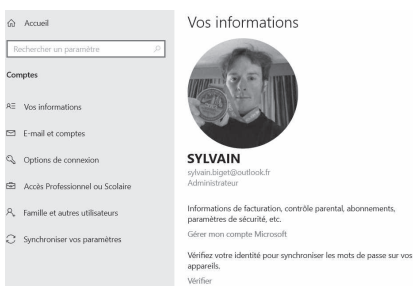 Accueil
Rechercher un paramètre
Comptes
Vos informations
E-mail et comptes
Options de connexion
Accès Professionnel ou Scolaire
Famille et autres utilisateurs
Synchroniser vos paramètres
Vos informations
SYLVAIN
sylvain.biget@outlook.fr
Administrateur
Informations de facturation, contrôle parental, abonnements,
paramètres de sécurité, etc.
Gérer mon compte Microsoft
Vérifiez votre identité pour synchroniser les mots de passe sur vos
appareils.
Vérifier